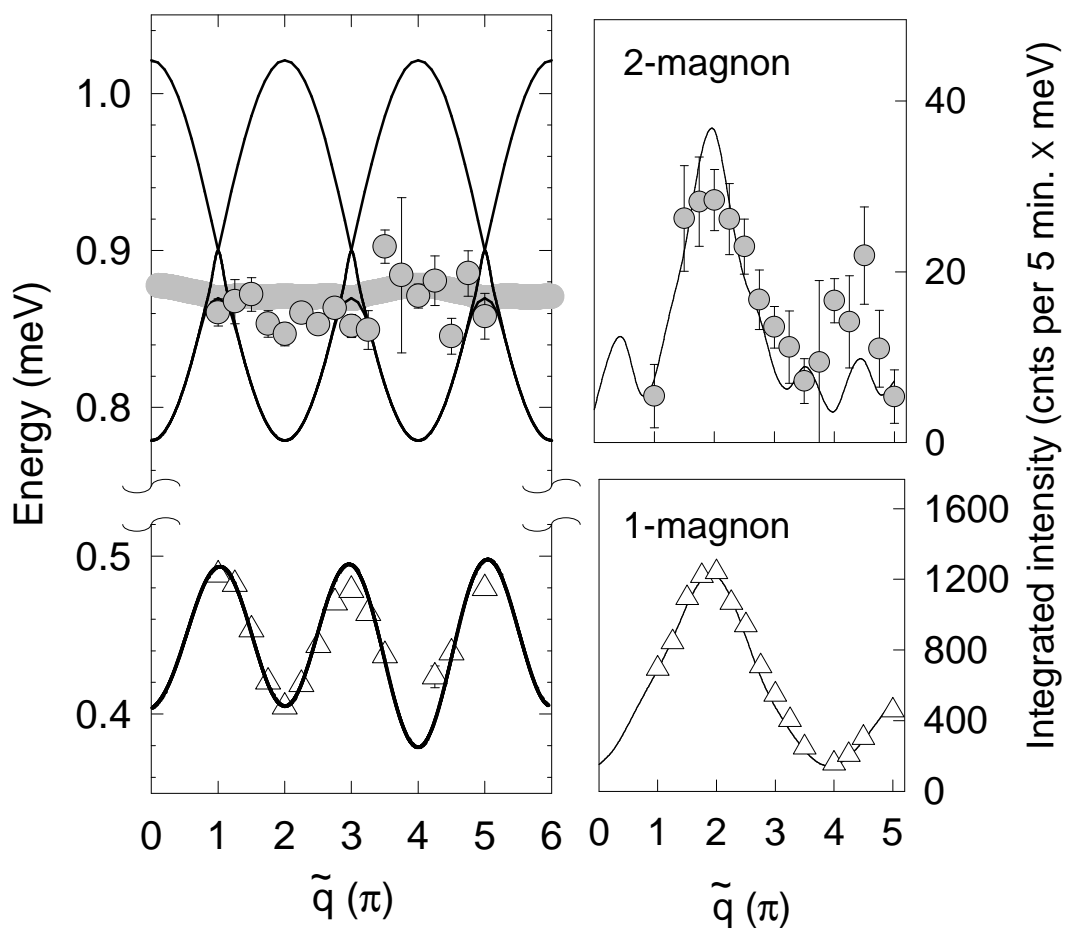 Energy (meV)
1.0
0.9
0.8
0.5
0.4
0 1 2 3 4 5 6
q̃ (π)
2-magnon
40
20
0
1-magnon
1600
1200
800
400
0
0 1 2 3 4 5
q̃ (π)
Integrated intensity (cnts per 5 min. x meV)